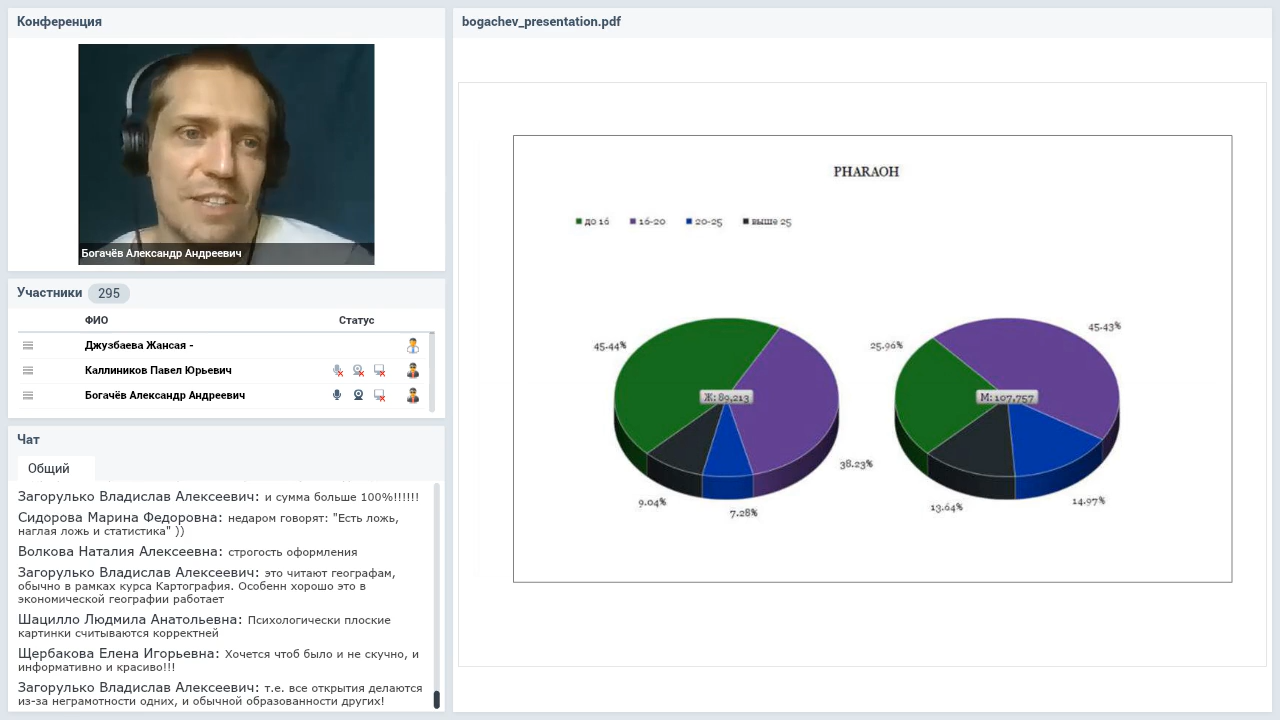 Конференция
Богачёв Александр Андреевич
Участники 295
ФИО Статус
Джузбаева Жансая -
Каллиников Павел Юрьевич
Богачёв Александр Андреевич
Чат
Общий
Загорулько Владислав Алексеевич: и сумма больше 100%!!!!!!
Сидорова Марина Федоровна: недаром говорят: "Есть ложь,
наглая ложь и статистика" ))
Волкова Наталия Алексеевна: строгость оформления
Загорулько Владислав Алексеевич: это читают географам,
обычно в рамках курса Картография. Особенн хорошо это в
экономической географии работает
Шацилло Людмила Анатольевна: Психологически плоские
картинки считываются корректней
Щербакова Елена Игорьевна: Хочется чтоб было и не скучно, и
информативно и красиво!!!
Загорулько Владислав Алексеевич: т.е. все открытия делаются
из-за неграмотности одних, и обычной образованности других!
bogachev_presentation.pdf
PHARAOH
до 16 16-20 20-25 выше 25
45.44%
Ж: 89,213
38.23%
9.04%
7.28%
45.43%
25.96%
М: 107,757
13.64%
14.97%